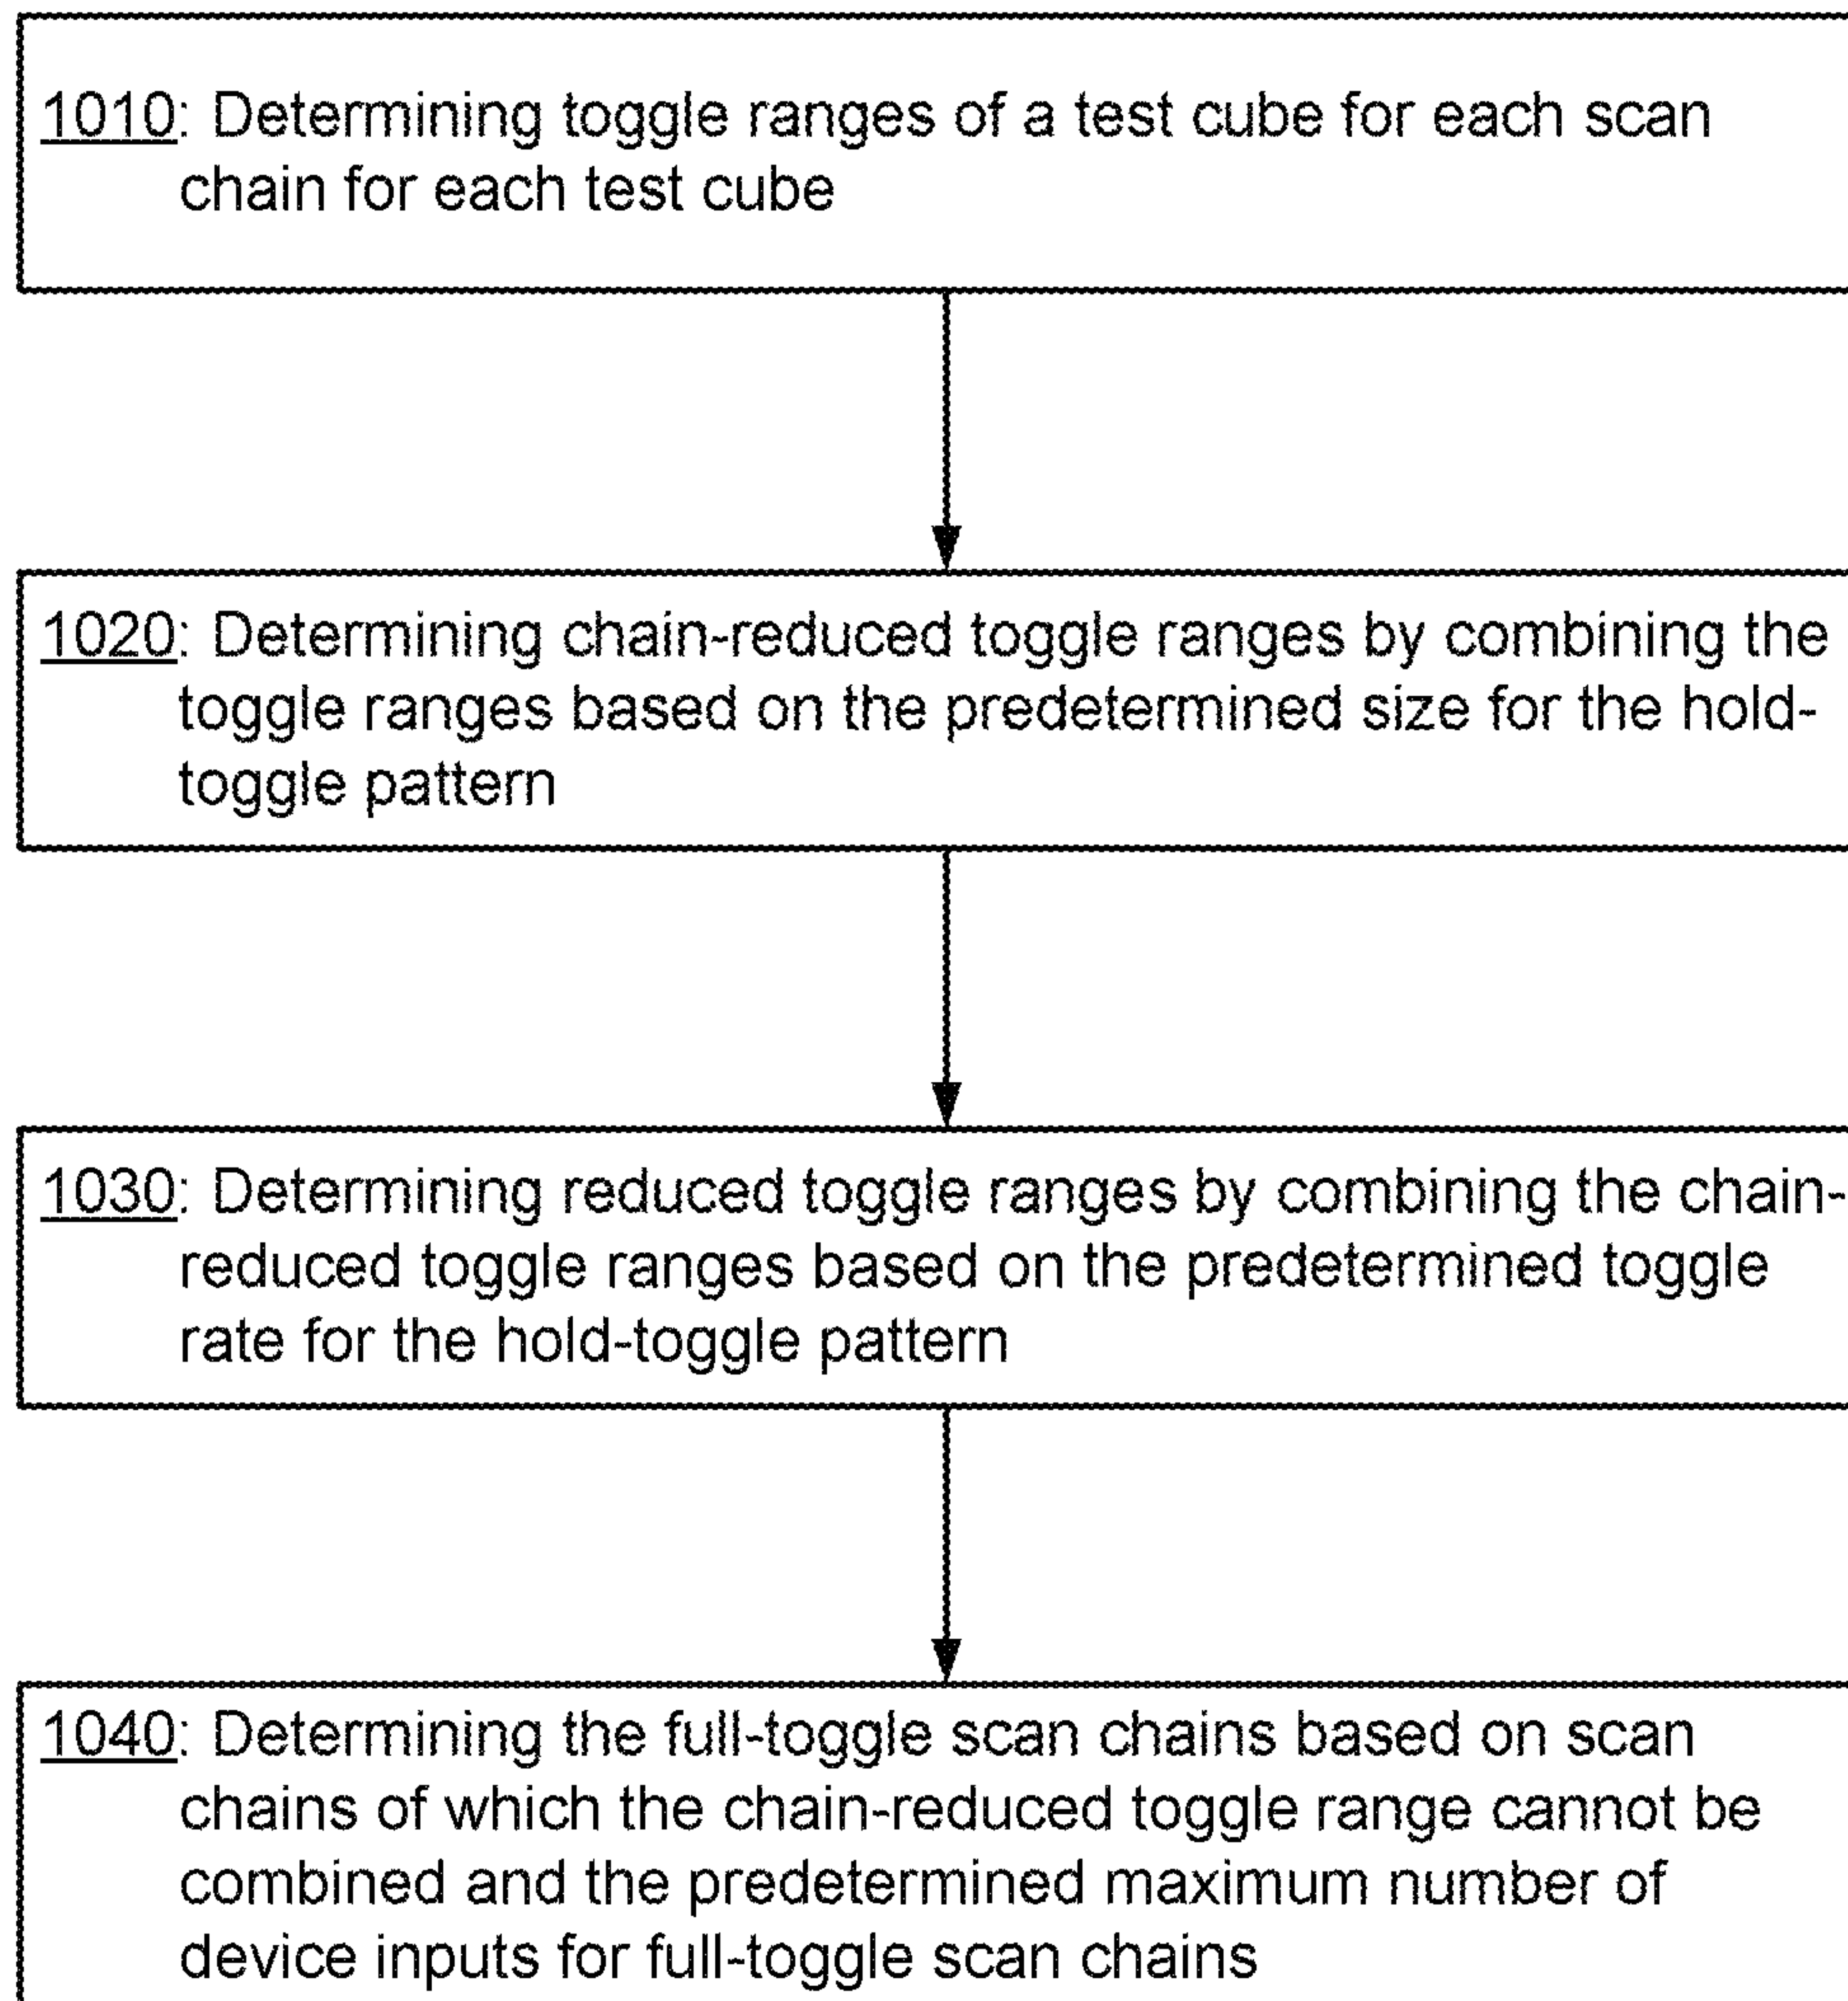 1010: Determining toggle ranges of a test cube for each scan
chain for each test cube
1020: Determining chain-reduced toggle ranges by combining the
toggle ranges based on the predetermined size for the hold-
toggle pattern
1030: Determining reduced toggle ranges by combining the chain-
reduced toggle ranges based on the predetermined toggle
rate for the hold-toggle pattern
1040: Determining the full-toggle scan chains based on scan
chains of which the chain-reduced toggle range cannot be
combined and the predetermined maximum number of
device inputs for full-toggle scan chains